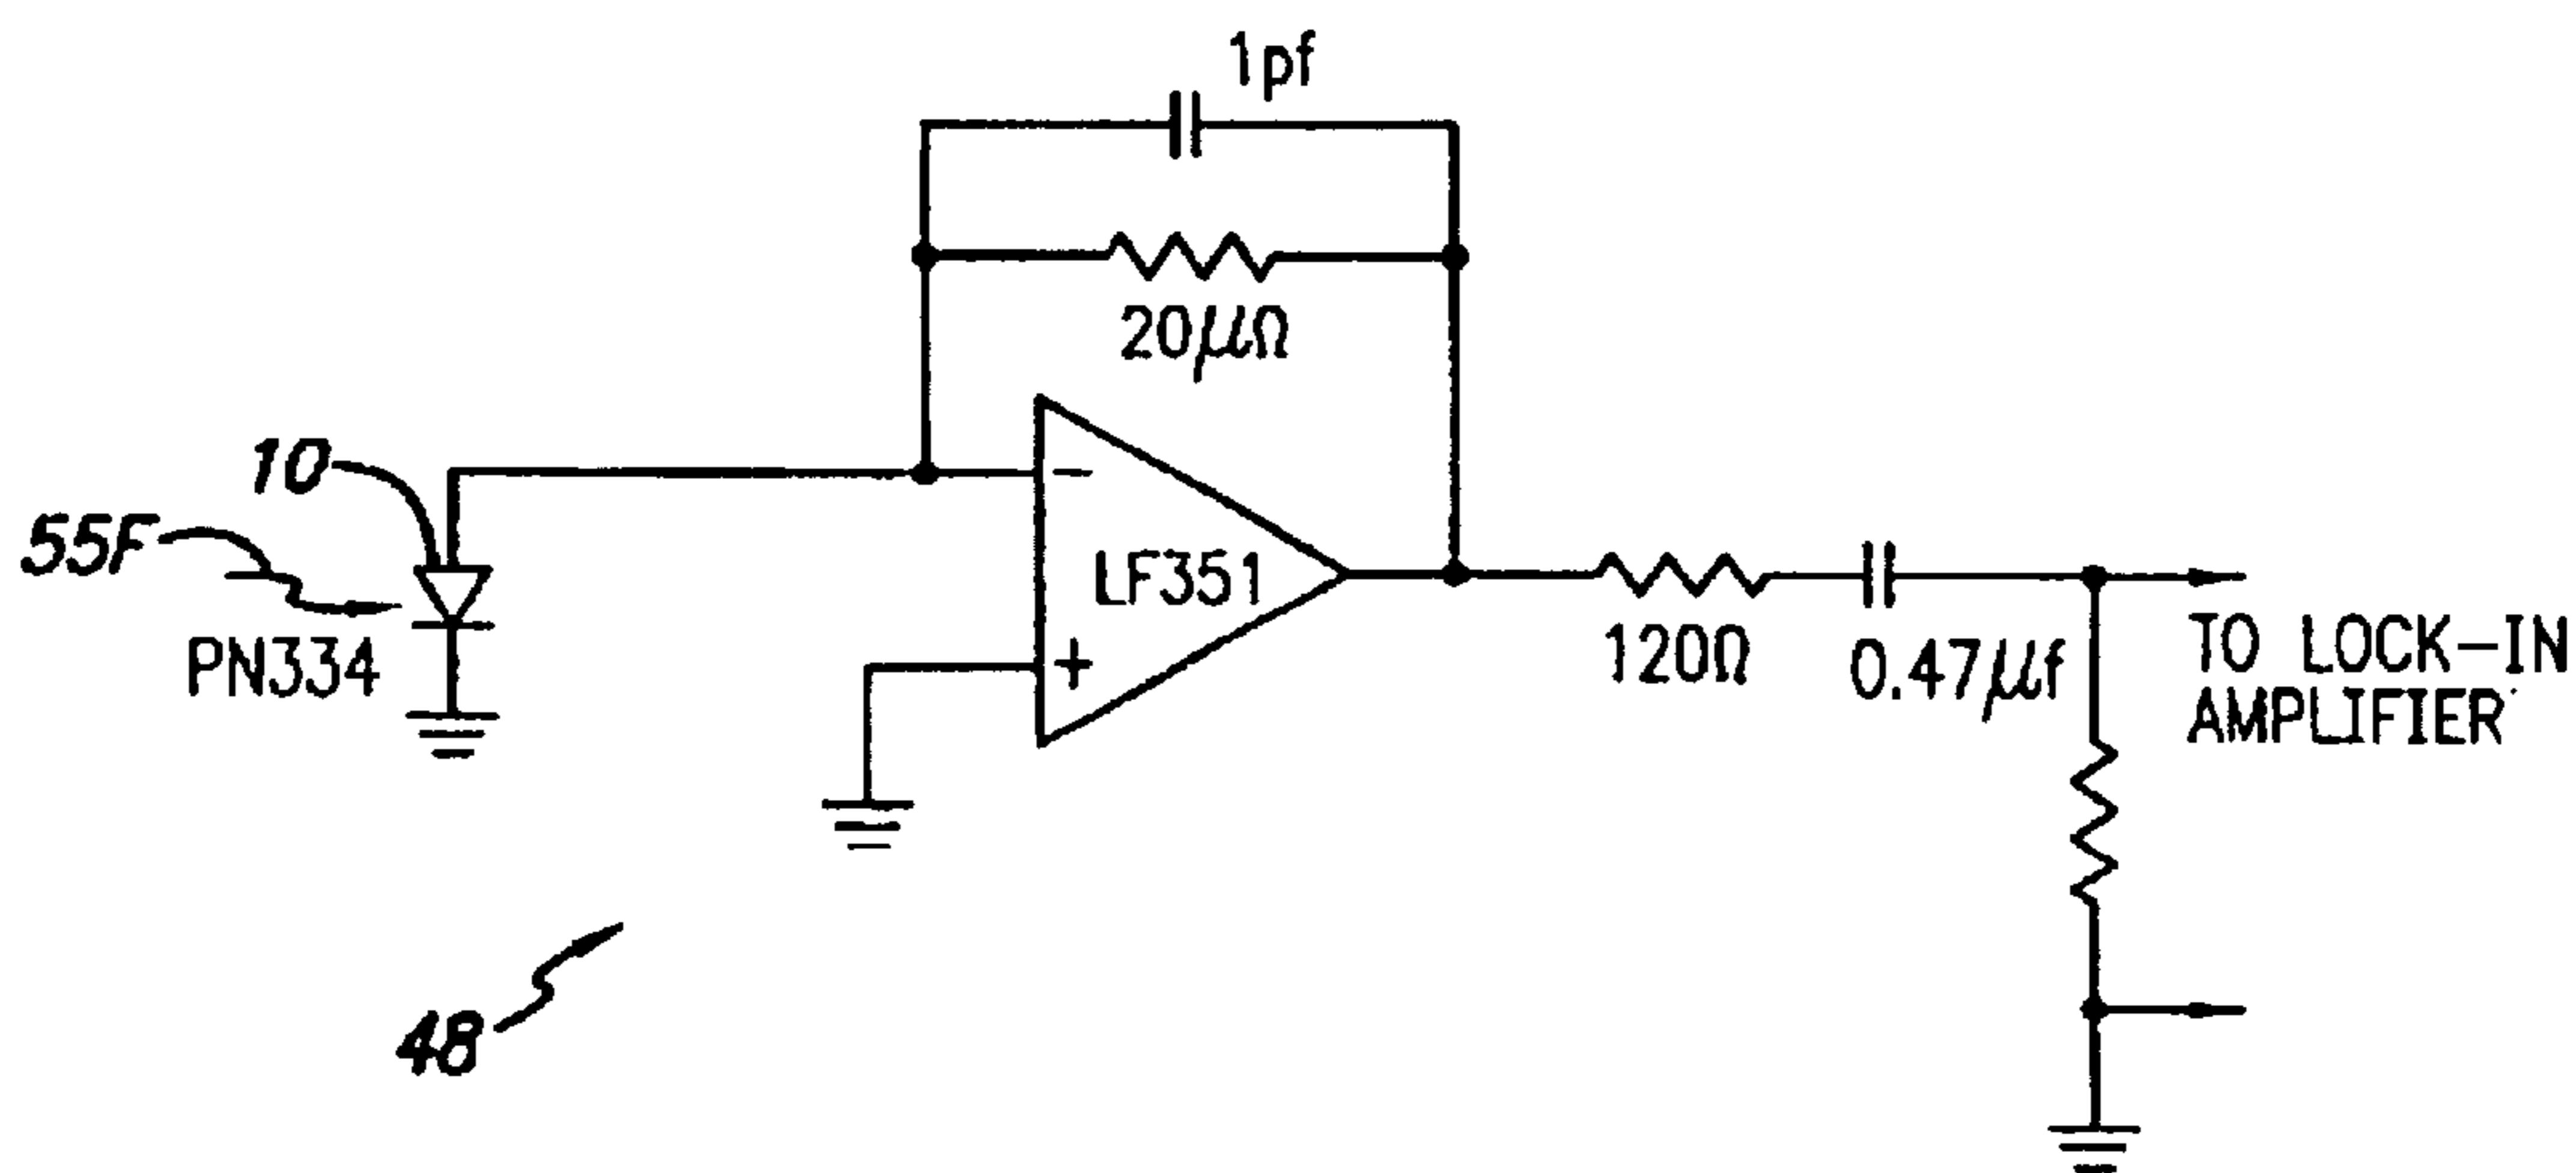 1pf
20μΩ
10
55F
PN334
-
LF351
+
120Ω
0.47μf
TO LOCK-IN
AMPLIFIER
48